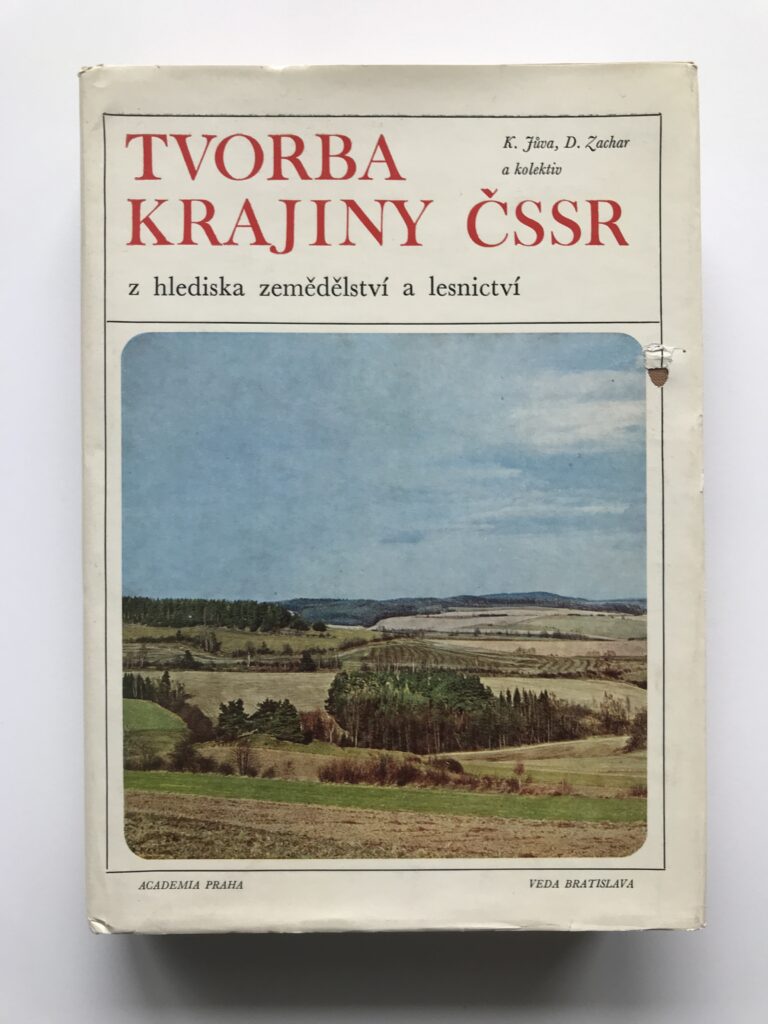 TVORBA
KRAJINY ČSSR
K. Jůva, D. Zachar
a kolektiv
z hlediska zemědělství a lesnictví
ACADEMIA PRAHA
VEDA BRATISLAVA